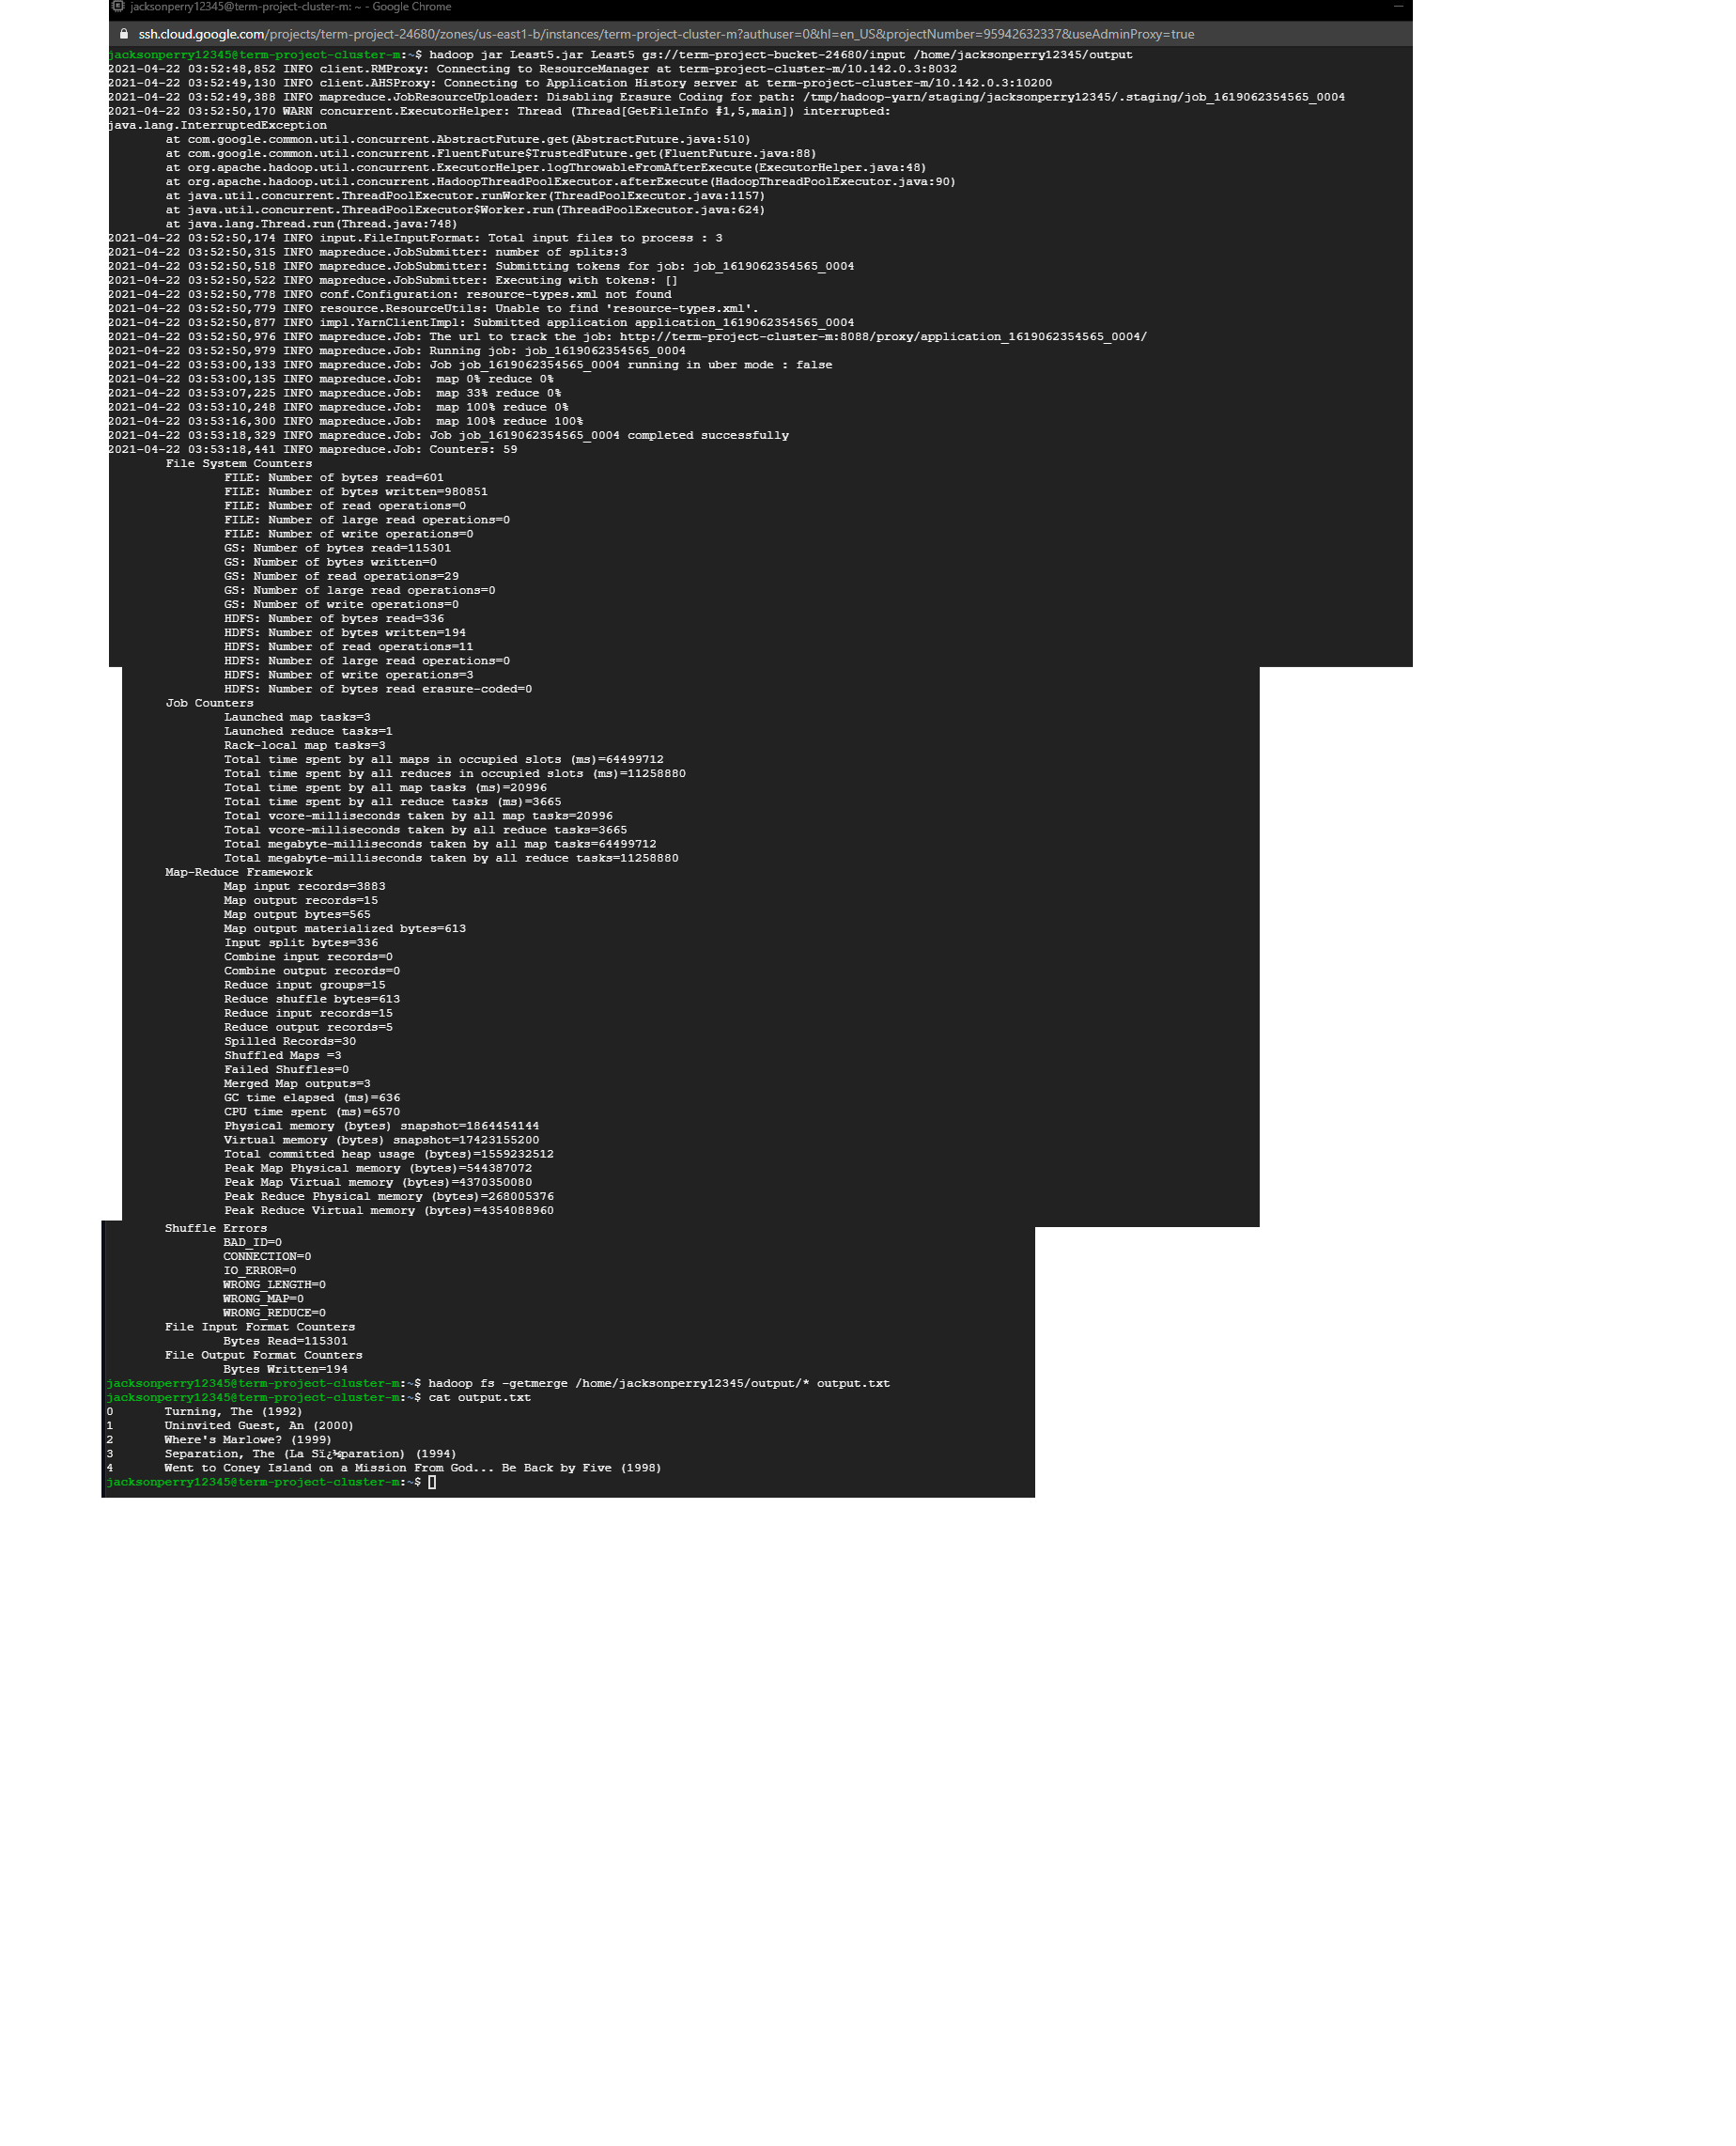 jacksonperry12345@term-project-cluster-m: ~ - Google Chrome
ssh.cloud.google.com/projects/term-project-24680/zones/us-east1-b/instances/term-project-cluster-m?authuser=0&hl=en_US&projectNumber=95942632337&useAdminProxy=true
jacksonperry12345@term-project-cluster-m:~$ hadoop jar Least5.jar Least5 gs://term-project-bucket-24680/input /home/jacksonperry12345/output
2021-04-22 03:52:48,852 INFO client.RMProxy: Connecting to ResourceManager at term-project-cluster-m/10.142.0.3:8032
2021-04-22 03:52:49,130 INFO client.AHSProxy: Connecting to Application History server at term-project-cluster-m/10.142.0.3:10200
2021-04-22 03:52:49,388 INFO mapreduce.JobResourceUploader: Disabling Erasure Coding for path: /tmp/hadoop-yarn/staging/jacksonperry12345/.staging/job_1619062354565_0004
2021-04-22 03:52:50,170 WARN concurrent.ExecutorHelper: Thread (Thread[GetFileInfo #1,5,main]) interrupted:
java.lang.InterruptedException
at com.google.common.util.concurrent.AbstractFuture.get(AbstractFuture.java:510)
at com.google.common.util.concurrent.FluentFuture$TrustedFuture.get(FluentFuture.java:88)
at org.apache.hadoop.util.concurrent.ExecutorHelper.logThrowableFromAfterExecute(ExecutorHelper.java:48)
at org.apache.hadoop.util.concurrent.HadoopThreadPoolExecutor.afterExecute(HadoopThreadPoolExecutor.java:90)
at java.util.concurrent.ThreadPoolExecutor.runWorker(ThreadPoolExecutor.java:1157)
at java.util.concurrent.ThreadPoolExecutor$Worker.run(ThreadPoolExecutor.java:624)
at java.lang.Thread.run(Thread.java:748)
2021-04-22 03:52:50,174 INFO input.FileInputFormat: Total input files to process : 3
2021-04-22 03:52:50,315 INFO mapreduce.JobSubmitter: number of splits:3
2021-04-22 03:52:50,518 INFO mapreduce.JobSubmitter: Submitting tokens for job: job_1619062354565_0004
2021-04-22 03:52:50,522 INFO mapreduce.JobSubmitter: Executing with tokens: []
2021-04-22 03:52:50,778 INFO conf.Configuration: resource-types.xml not found
2021-04-22 03:52:50,779 INFO resource.ResourceUtils: Unable to find 'resource-types.xml'.
2021-04-22 03:52:50,877 INFO impl.YarnClientImpl: Submitted application application_1619062354565_0004
2021-04-22 03:52:50,976 INFO mapreduce.Job: The url to track the job: http://term-project-cluster-m:8088/proxy/application_1619062354565_0004/
2021-04-22 03:52:50,979 INFO mapreduce.Job: Running job: job_1619062354565_0004
2021-04-22 03:53:00,133 INFO mapreduce.Job: Job job_1619062354565_0004 running in uber mode : false
2021-04-22 03:53:00,135 INFO mapreduce.Job:  map 0% reduce 0%
2021-04-22 03:53:07,225 INFO mapreduce.Job:  map 33% reduce 0%
2021-04-22 03:53:10,248 INFO mapreduce.Job:  map 100% reduce 0%
2021-04-22 03:53:16,300 INFO mapreduce.Job:  map 100% reduce 100%
2021-04-22 03:53:18,329 INFO mapreduce.Job: Job job_1619062354565_0004 completed successfully
2021-04-22 03:53:18,441 INFO mapreduce.Job: Counters: 59
File System Counters
FILE: Number of bytes read=601
FILE: Number of bytes written=980851
FILE: Number of read operations=0
FILE: Number of large read operations=0
FILE: Number of write operations=0
GS: Number of bytes read=115301
GS: Number of bytes written=0
GS: Number of read operations=29
GS: Number of large read operations=0
GS: Number of write operations=0
HDFS: Number of bytes read=336
HDFS: Number of bytes written=194
HDFS: Number of read operations=11
HDFS: Number of large read operations=0
HDFS: Number of write operations=3
HDFS: Number of bytes read erasure-coded=0
Job Counters
Launched map tasks=3
Launched reduce tasks=1
Rack-local map tasks=3
Total time spent by all maps in occupied slots (ms)=64499712
Total time spent by all reduces in occupied slots (ms)=11258880
Total time spent by all map tasks (ms)=20996
Total time spent by all reduce tasks (ms)=3665
Total vcore-milliseconds taken by all map tasks=20996
Total vcore-milliseconds taken by all reduce tasks=3665
Total megabyte-milliseconds taken by all map tasks=64499712
Total megabyte-milliseconds taken by all reduce tasks=11258880
Map-Reduce Framework
Map input records=3883
Map output records=15
Map output bytes=565
Map output materialized bytes=613
Input split bytes=336
Combine input records=0
Combine output records=0
Reduce input groups=15
Reduce shuffle bytes=613
Reduce input records=15
Reduce output records=5
Spilled Records=30
Shuffled Maps =3
Failed Shuffles=0
Merged Map outputs=3
GC time elapsed (ms)=636
CPU time spent (ms)=6570
Physical memory (bytes) snapshot=1864454144
Virtual memory (bytes) snapshot=17423155200
Total committed heap usage (bytes)=1559232512
Peak Map Physical memory (bytes)=544387072
Peak Map Virtual memory (bytes)=4370350080
Peak Reduce Physical memory (bytes)=268005376
Peak Reduce Virtual memory (bytes)=4354088960
Shuffle Errors
BAD_ID=0
CONNECTION=0
IO_ERROR=0
WRONG_LENGTH=0
WRONG_MAP=0
WRONG_REDUCE=0
File Input Format Counters
Bytes Read=115301
File Output Format Counters
Bytes Written=194
jacksonperry12345@term-project-cluster-m:~$ hadoop fs -getmerge /home/jacksonperry12345/output/* output.txt
jacksonperry12345@term-project-cluster-m:~$ cat output.txt
0 Turning, The (1992)
1 Uninvited Guest, An (2000)
2 Where's Marlowe? (1999)
3 Separation, The (La Sï¿½paration) (1994)
4 Went to Coney Island on a Mission From God... Be Back by Five (1998)
jacksonperry12345@term-project-cluster-m:~$